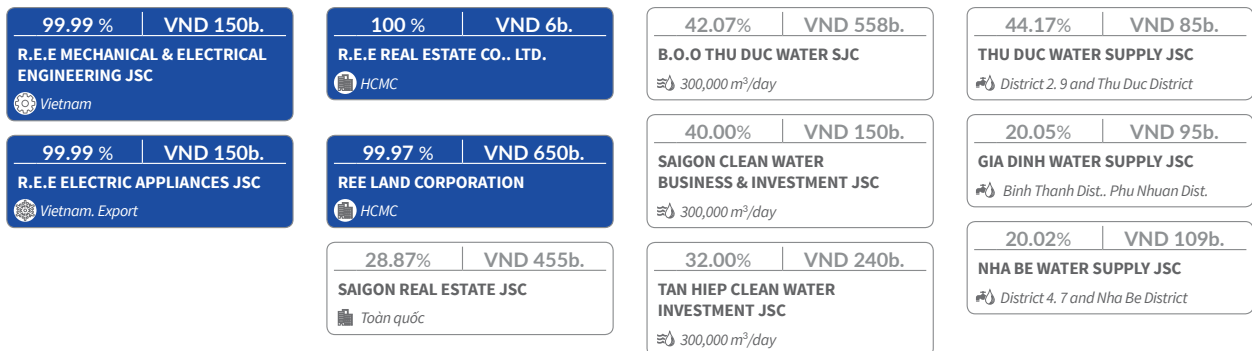 99.99 % VND 150b.
R.E.E MECHANICAL & ELECTRICAL
ENGINEERING JSC
Vietnam
99.99 % VND 150b.
R.E.E ELECTRIC APPLIANCES JSC
Vietnam. Export
100 % VND 6b.
R.E.E REAL ESTATE CO.. LTD.
HCMC
99.97 % VND 650b.
REE LAND CORPORATION
HCMC
28.87% VND 455b.
SAIGON REAL ESTATE JSC
Toàn quốc
42.07% VND 558b.
B.O.O THU DUC WATER SJC
300,000 m³/day
40.00% VND 150b.
SAIGON CLEAN WATER
BUSINESS & INVESTMENT JSC
300,000 m³/day
32.00% VND 240b.
TAN HIEP CLEAN WATER
INVESTMENT JSC
300,000 m³/day
44.17% VND 85b.
THU DUC WATER SUPPLY JSC
District 2. 9 and Thu Duc District
20.05% VND 95b.
GIA DINH WATER SUPPLY JSC
Binh Thanh Dist.. Phu Nhuan Dist.
20.02% VND 109b.
NHA BE WATER SUPPLY JSC
District 4. 7 and Nha Be District